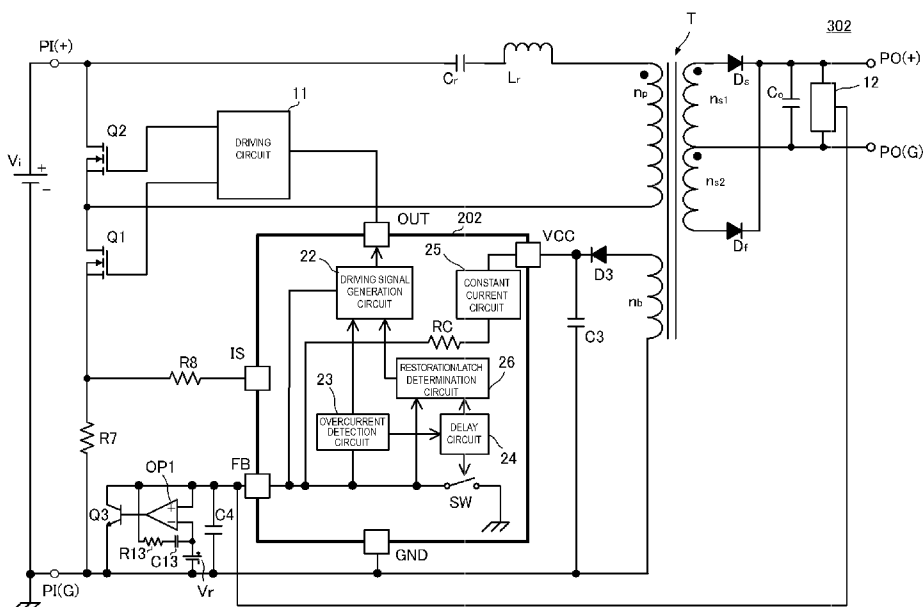 302
T
PI(+)
PO(+)
Cr
Lr
np
ns1
Ds
Co
12
11
Q2
DRIVING
CIRCUIT
Vi
+
-
PO(G)
ns2
Q1
OUT
202
VCC
Df
22
25
DRIVING SIGNAL
GENERATION
CIRCUIT
CONSTANT
CURRENT
CIRCUIT
D3
nb
RC
C3
R8
IS
RESTORATION/LATCH
DETERMINATION
CIRCUIT
26
23
OVERCURRENT
DETECTION
CIRCUIT
DELAY
CIRCUIT
24
R7
FB
OP1
SW
Q3
+
-
C4
R13
C13
GND
PI(G)
Vr